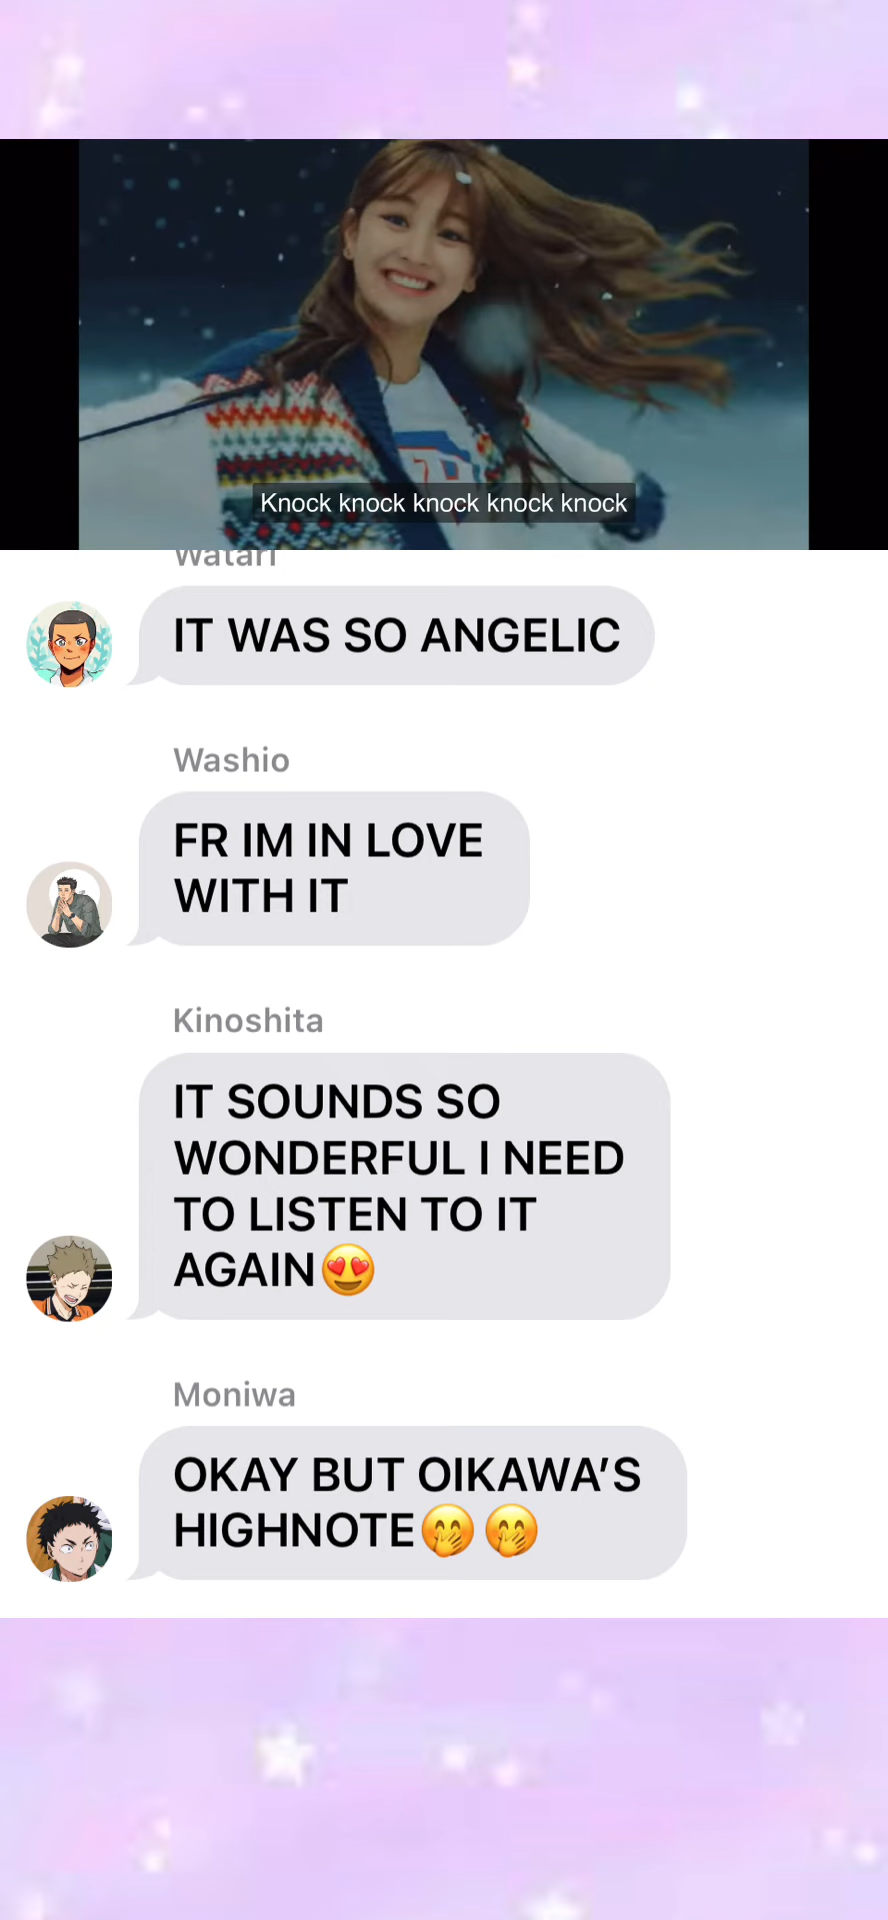 Knock knock knock knock knock
Watari
IT WAS SO ANGELIC
Washio
FR IM IN LOVE
WITH IT
Kinoshita
IT SOUNDS SO
WONDERFUL I NEED
TO LISTEN TO IT
AGAIN😍
Moniwa
OKAY BUT OIKAWA’S
HIGHNOTE🤭🤭